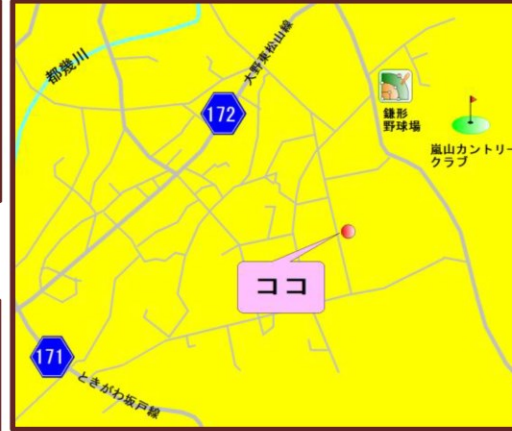 都幾川
大野東松山線
172
鎌形
野球場
嵐山カントリー
クラブ
ココ
171
ときがわ坂戸線